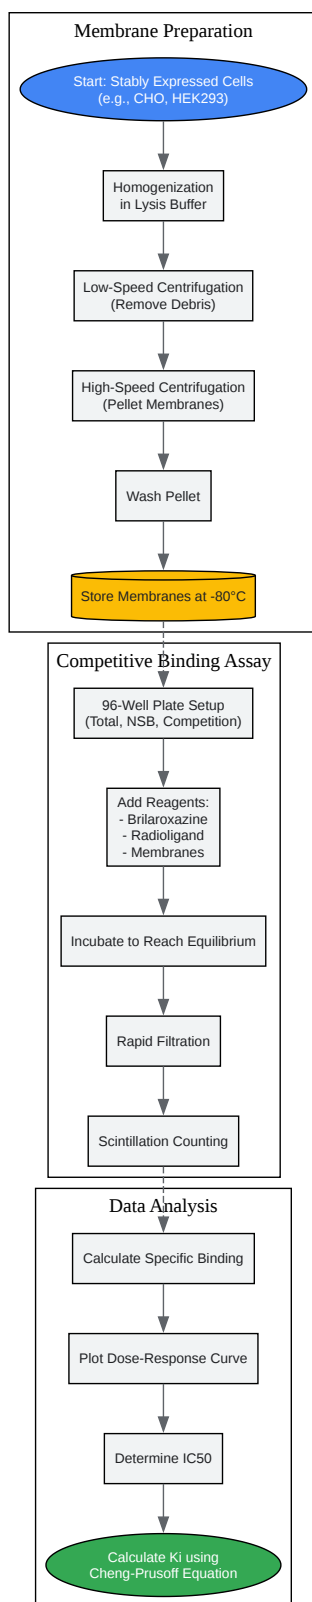 Membrane Preparation
Start: Stably Expressed Cells
(e.g., CHO, HEK293)
Homogenization
in Lysis Buffer
Low-Speed Centrifugation
(Remove Debris)
High-Speed Centrifugation
(Pellet Membranes)
Wash Pellet
Store Membranes at -80°C
Competitive Binding Assay
96-Well Plate Setup
(Total, NSB, Competition)
Add Reagents:
- Brilaroxazine
- Radioligand
- Membranes
Incubate to Reach Equilibrium
Rapid Filtration
Scintillation Counting
Data Analysis
Calculate Specific Binding
Plot Dose-Response Curve
Determine IC50
Calculate Ki using
Cheng-Prusoff Equation